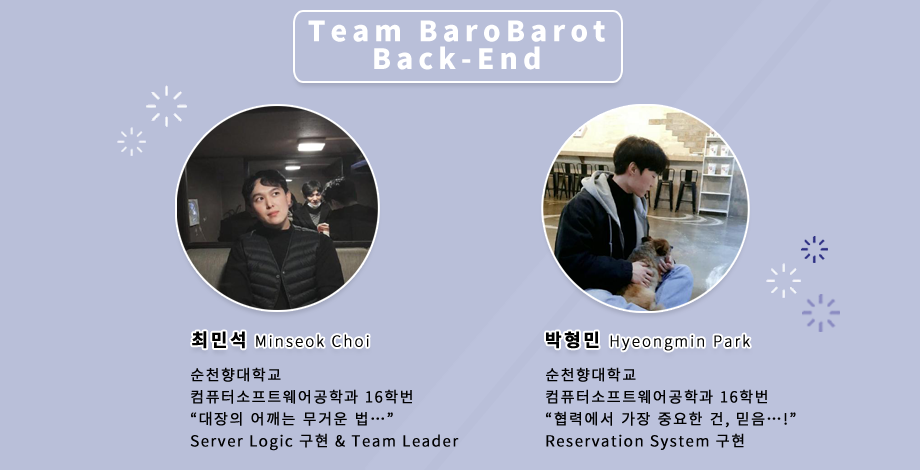 Team BaroBarot
Back-End
최민석 Minseok Choi
순천향대학교
컴퓨터소프트웨어공학과 16학번
“대장의 어깨는 무거운 법…”
Server Logic 구현 & Team Leader
박형민 Hyeongmin Park
순천향대학교
컴퓨터소프트웨어공학과 16학번
“협력에서 가장 중요한 건, 믿음…!”
Reservation System 구현